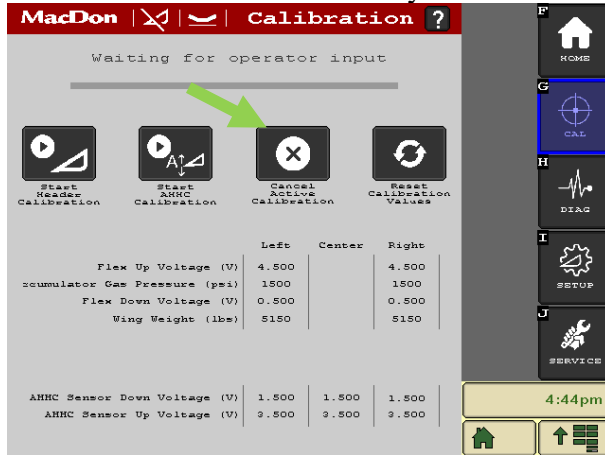 MacDon Calibration ?
F
HOME
Waiting for operator input
G
CAL
Start Header Calibration
A
Start AHHC Calibration
Cancel Active Calibration
Reset Calibration Values
H
DIAG
Left Center Right
Flex Up Voltage (V) 4.500 4.500
ccumulator Gas Pressure (psi) 1500 1500
Flex Down Voltage (V) 0.500 0.500
Wing Weight (lbs) 5150 5150
I
SETUP
J
SERVICE
AHHC Sensor Down Voltage (V) 1.500 1.500 1.500
AHHC Sensor Up Voltage (V) 3.500 3.500 3.500
4:44pm